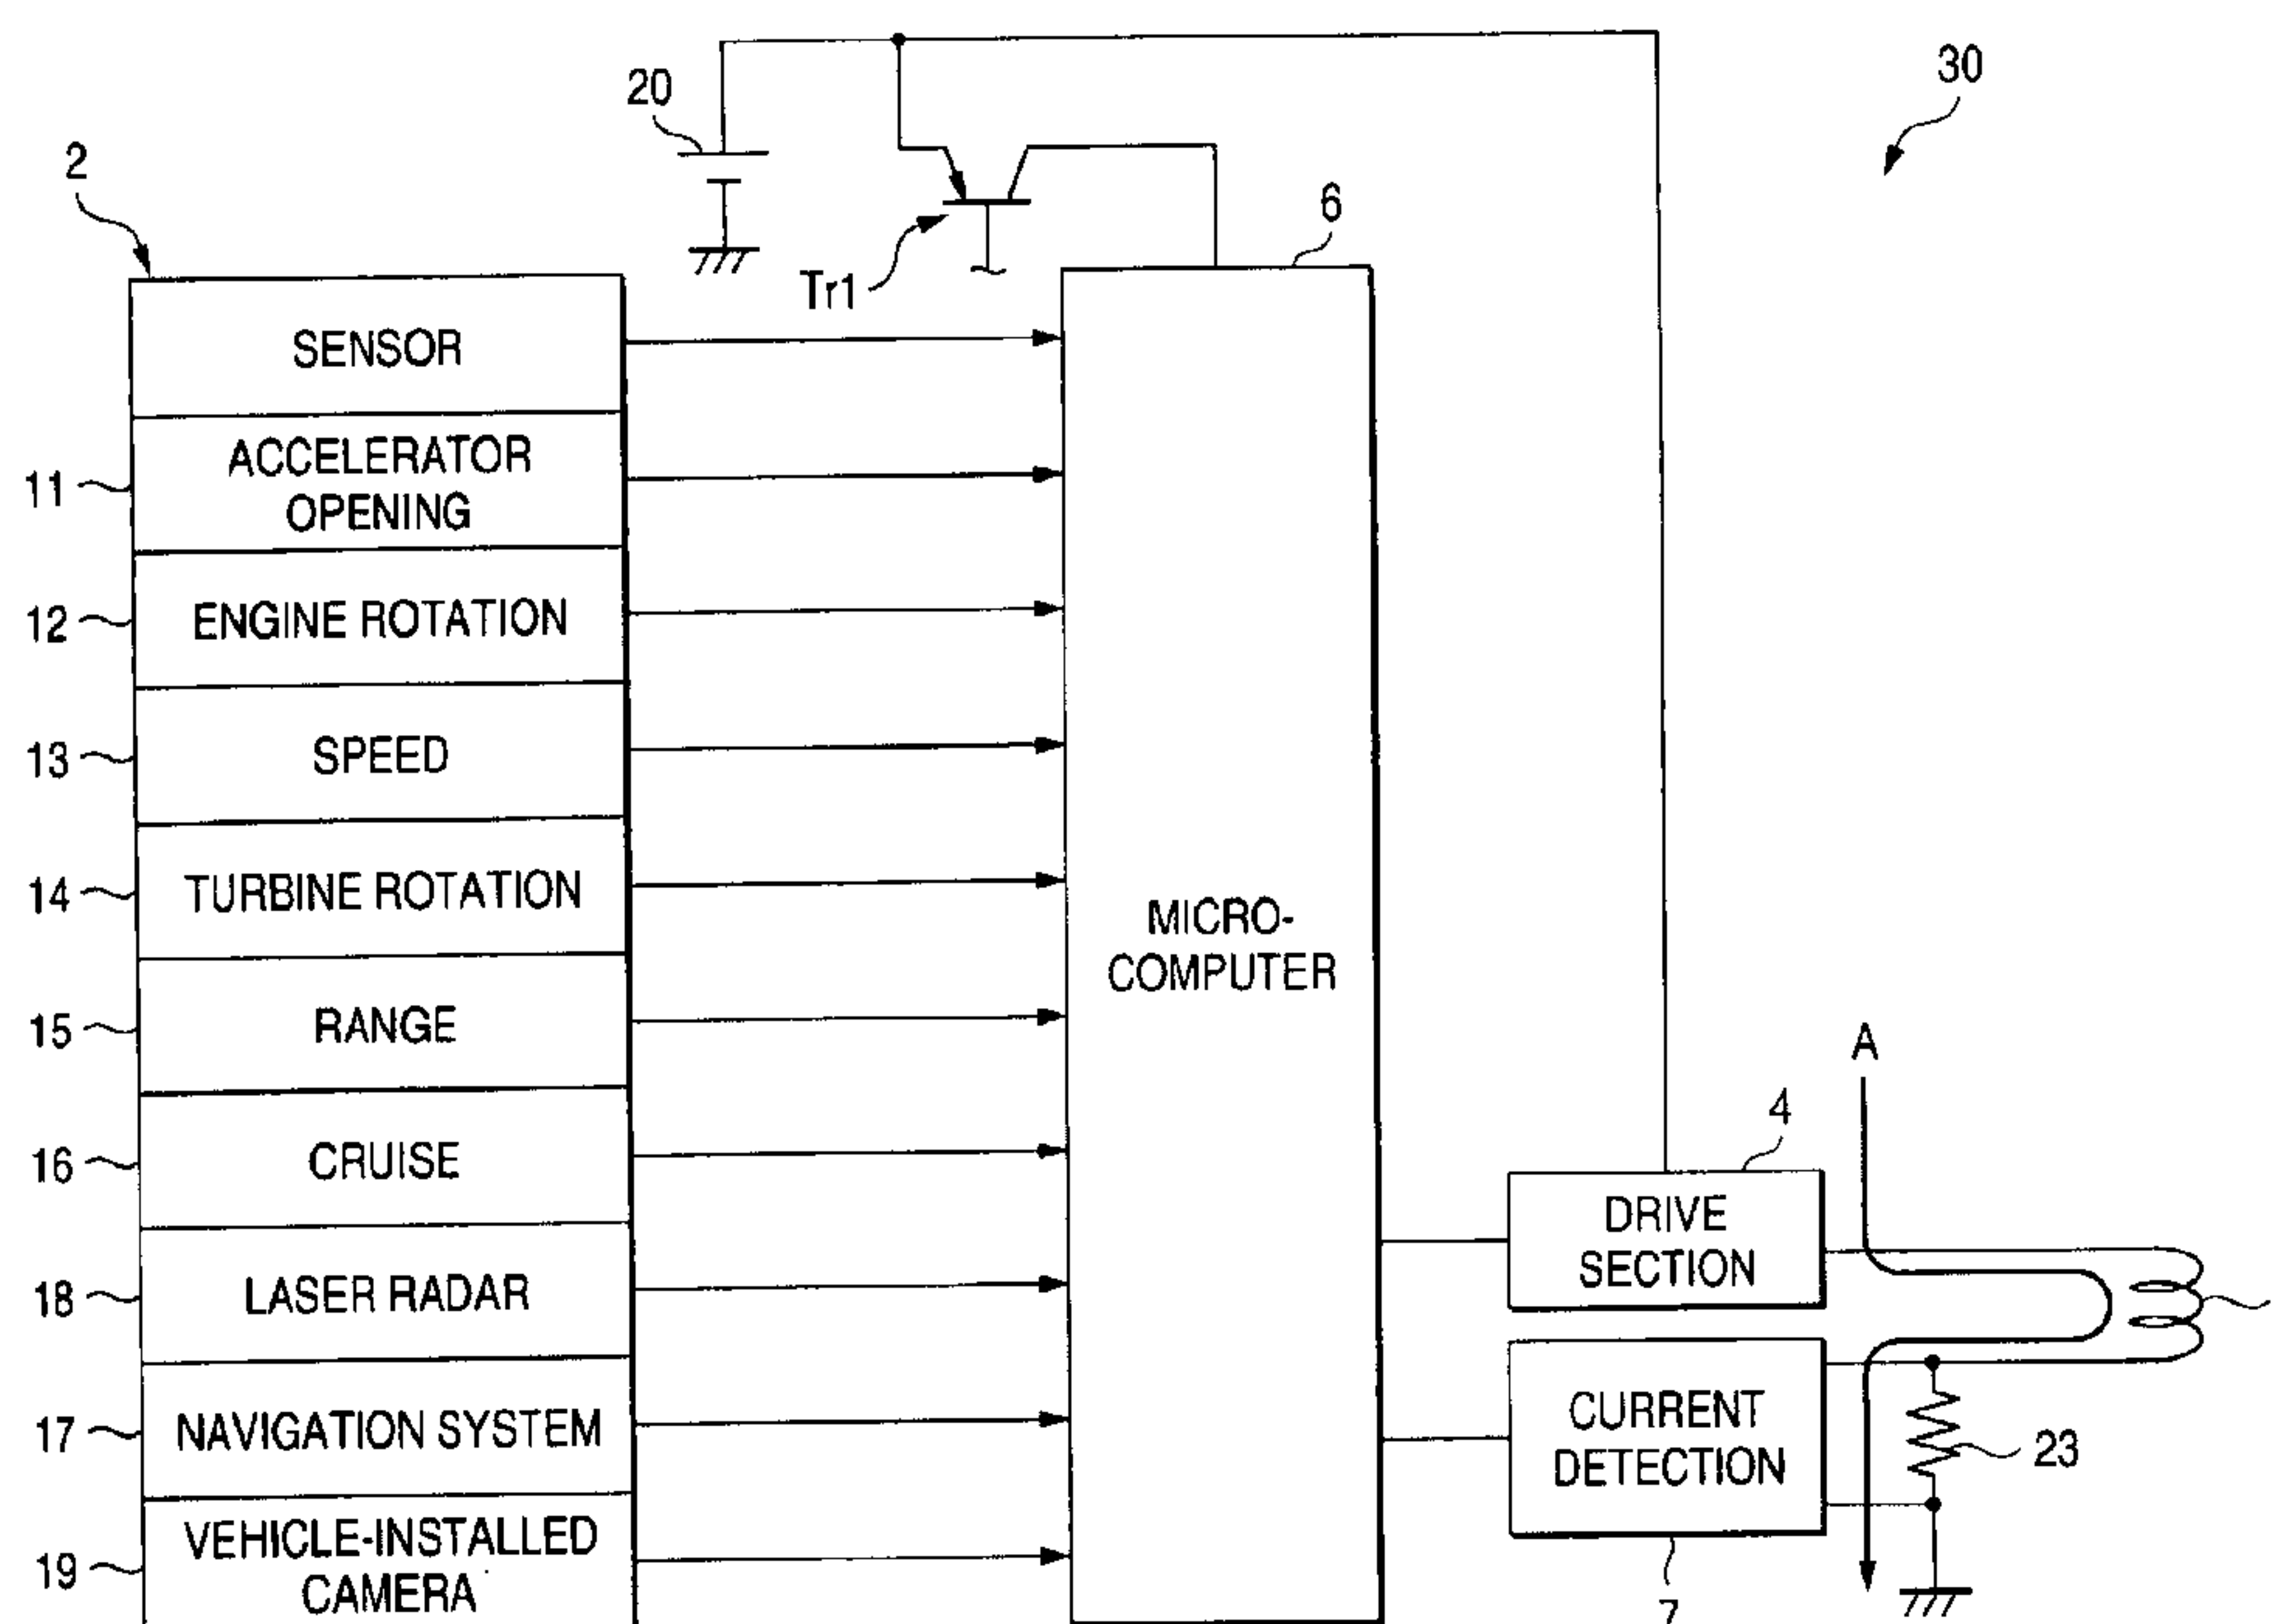 20
30
2
6
Tr1
SENSOR
11
ACCELERATOR
OPENING
12
ENGINE ROTATION
13
SPEED
14
TURBINE ROTATION
MICRO-
COMPUTER
15
RANGE
A
16
CRUISE
4
DRIVE
SECTION
18
LASER RADAR
17
NAVIGATION SYSTEM
CURRENT
DETECTION
23
19
VEHICLE-INSTALLED
CAMERA
7